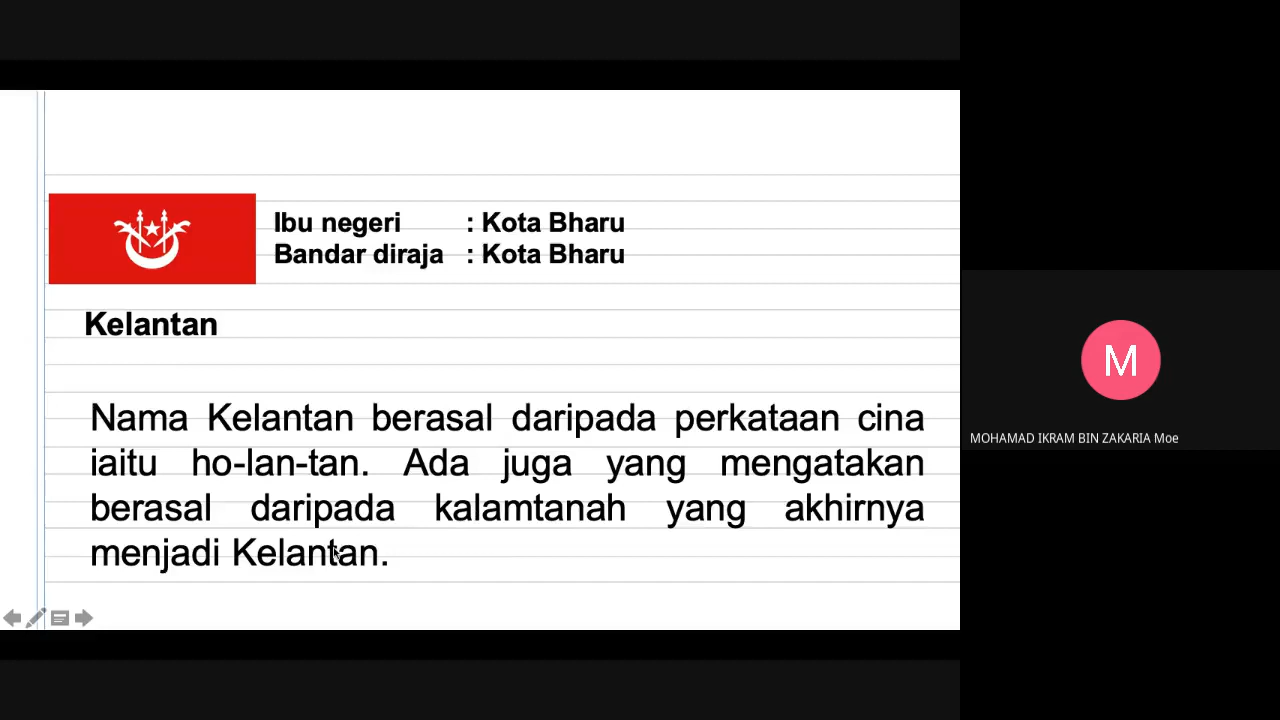 Ibu negeri : Kota Bharu
Bandar diraja : Kota Bharu
Kelantan
Nama Kelantan berasal daripada perkataan cina
iaitu ho-lan-tan. Ada juga yang mengatakan
berasal daripada kalamtanah yang akhirnya
menjadi Kelantan.
M
MOHAMAD IKRAM BIN ZAKARIA Moe